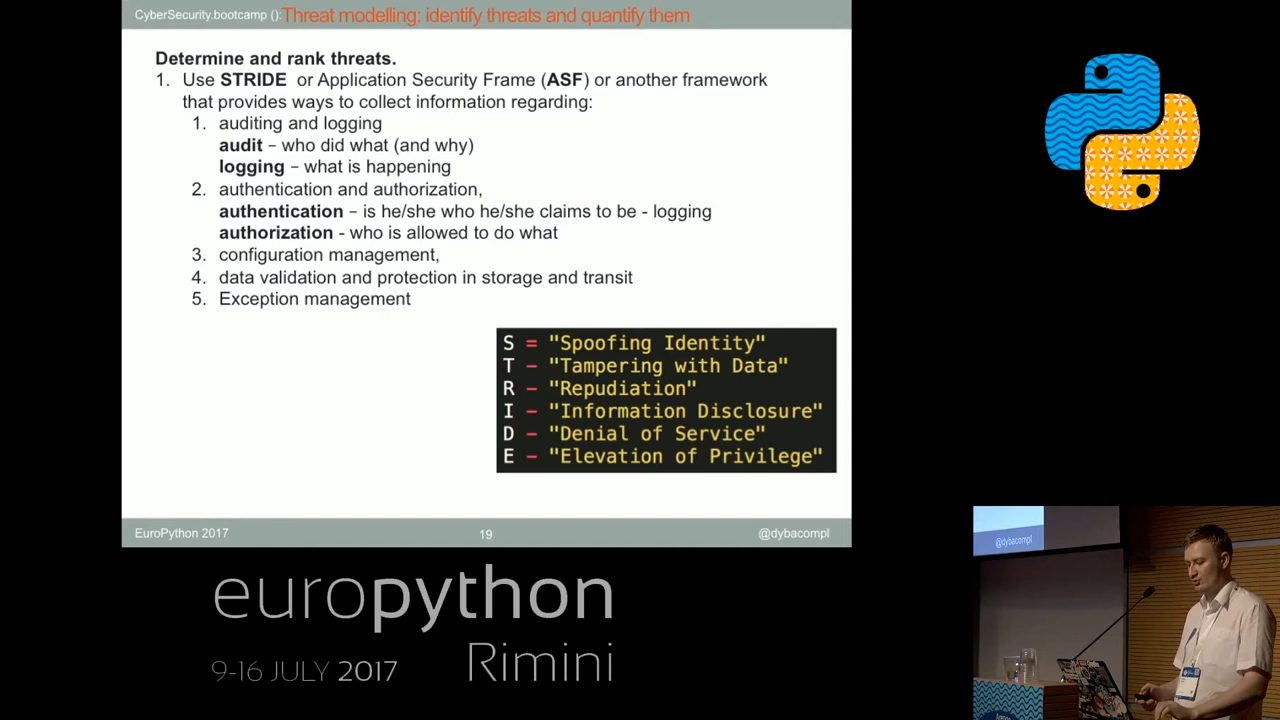 CyberSecurity.bootcamp ():Threat modelling: identify threats and quantify them
Determine and rank threats.
1. Use STRIDE or Application Security Frame (ASF) or another framework
that provides ways to collect information regarding:
1. auditing and logging
audit – who did what (and why)
logging – what is happening
2. authentication and authorization,
authentication – is he/she who he/she claims to be - logging
authorization - who is allowed to do what
3. configuration management,
4. data validation and protection in storage and transit
5. Exception management
S = "Spoofing Identity"
T – "Tampering with Data"
R – "Repudiation"
I – "Information Disclosure"
D – "Denial of Service"
E – "Elevation of Privilege"
EuroPython 2017 19 @dybacompl
europython
9-16 JULY 2017 Rimini
@dybacompl